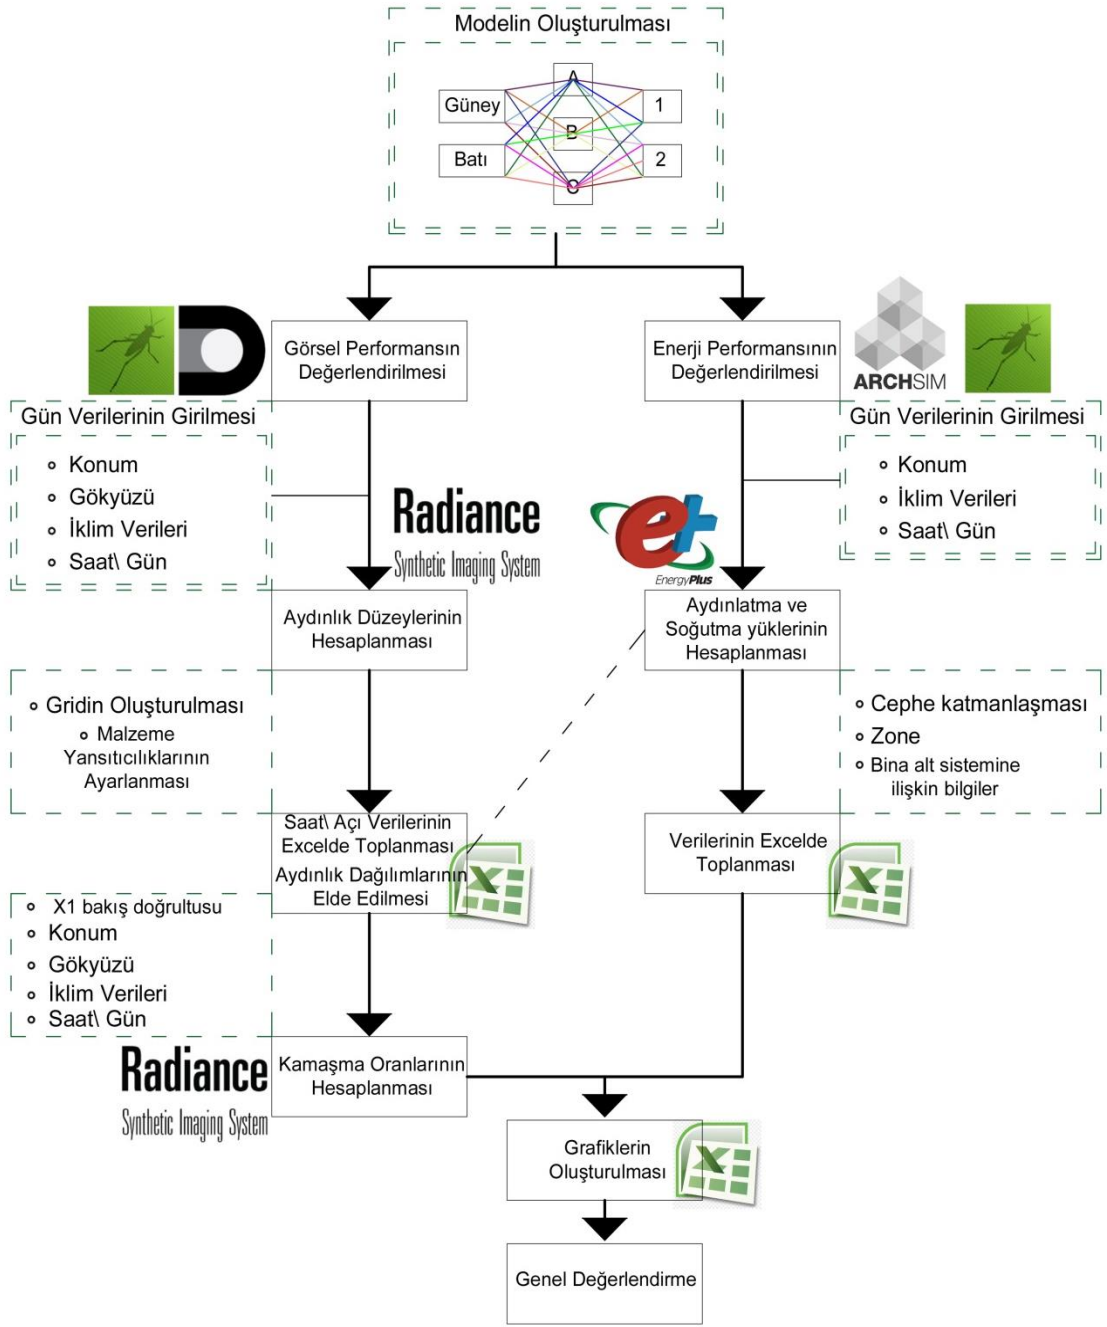 Modelin Oluşturulması
A
Güney
1
B
Batı
2
C
Görsel Performansın
Değerlendirilmesi
Enerji Performansının
Değerlendirilmesi
ARCHSIM
Gün Verilerinin Girilmesi
Konum
Gökyüzü
İklim Verileri
Saat\ Gün
Gün Verilerinin Girilmesi
Konum
İklim Verileri
Saat\ Gün
Radiance
Synthetic Imaging System
e+
EnergyPlus
Aydınlık Düzeylerinin
Hesaplanması
Aydınlatma ve
Soğutma yüklerinin
Hesaplanması
Gridin Oluşturulması
Malzeme
Yansıtıcılıklarının
Ayarlanması
Cephe katmanlaşması
Zone
Bina alt sistemine
ilişkin bilgiler
Saat\ Açı Verilerinin
Excelde Toplanması
Aydınlık Dağılımlarının
Elde Edilmesi
X
Verilerinin Excelde
Toplanması
X
X1 bakış doğrultusu
Konum
Gökyüzü
İklim Verileri
Saat\ Gün
Radiance
Synthetic Imaging System
Kamaşma Oranlarının
Hesaplanması
Grafiklerin
Oluşturulması
X
Genel Değerlendirme